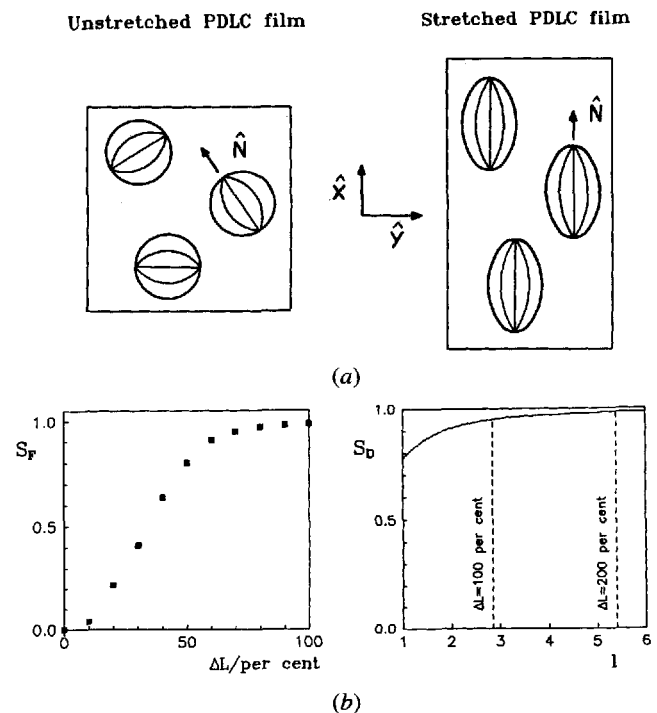 Unstretched PDLC film
Stretched PDLC film
N̂
X̂
ŷ
N̂
(a)
1.0
S_F
0.5
0.0
0
50
100
ΔL/per cent
1.0
S_D
0.5
0.0
ΔL=100 per cent
ΔL=200 per cent
1
2
3
4
5
6
l
(b)